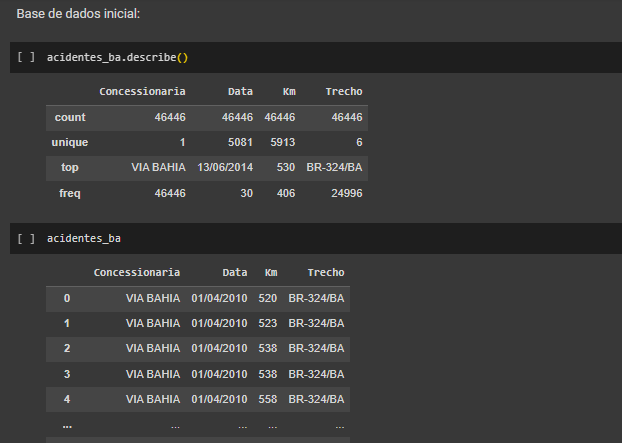 Base de dados inicial:
[ ] acidentes_ba.describe()
Concessionaria Data Km Trecho
count 46446 46446 46446 46446
unique 1 5081 5913 6
top VIA BAHIA 13/06/2014 530 BR-324/BA
freq 46446 30 406 24996
[ ] acidentes_ba
Concessionaria Data Km Trecho
0 VIA BAHIA 01/04/2010 520 BR-324/BA
1 VIA BAHIA 01/04/2010 523 BR-324/BA
2 VIA BAHIA 01/04/2010 538 BR-324/BA
3 VIA BAHIA 01/04/2010 538 BR-324/BA
4 VIA BAHIA 01/04/2010 558 BR-324/BA
... ... ... ... ...